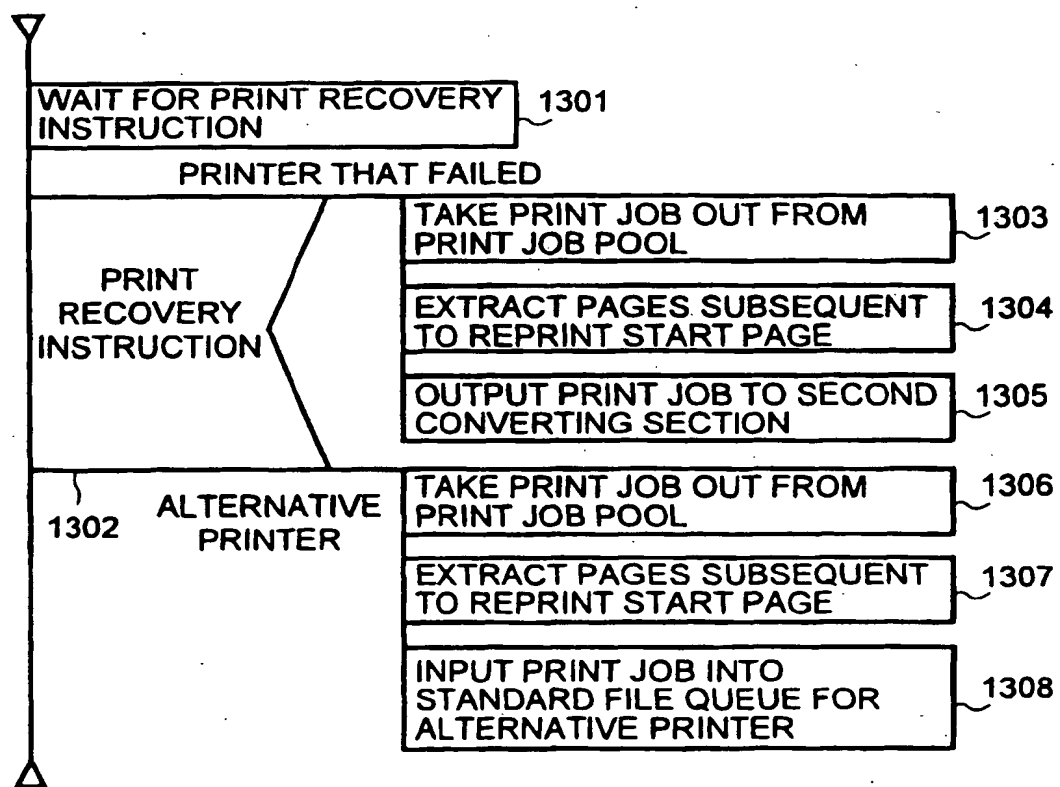 WAIT FOR PRINT RECOVERY
INSTRUCTION
1301
PRINTER THAT FAILED
PRINT
RECOVERY
INSTRUCTION
TAKE PRINT JOB OUT FROM
PRINT JOB POOL
1303
EXTRACT PAGES SUBSEQUENT
TO REPRINT START PAGE
1304
OUTPUT PRINT JOB TO SECOND
CONVERTING SECTION
1305
1302
ALTERNATIVE
PRINTER
TAKE PRINT JOB OUT FROM
PRINT JOB POOL
1306
EXTRACT PAGES SUBSEQUENT
TO REPRINT START PAGE
1307
INPUT PRINT JOB INTO
STANDARD FILE QUEUE FOR
ALTERNATIVE PRINTER
1308